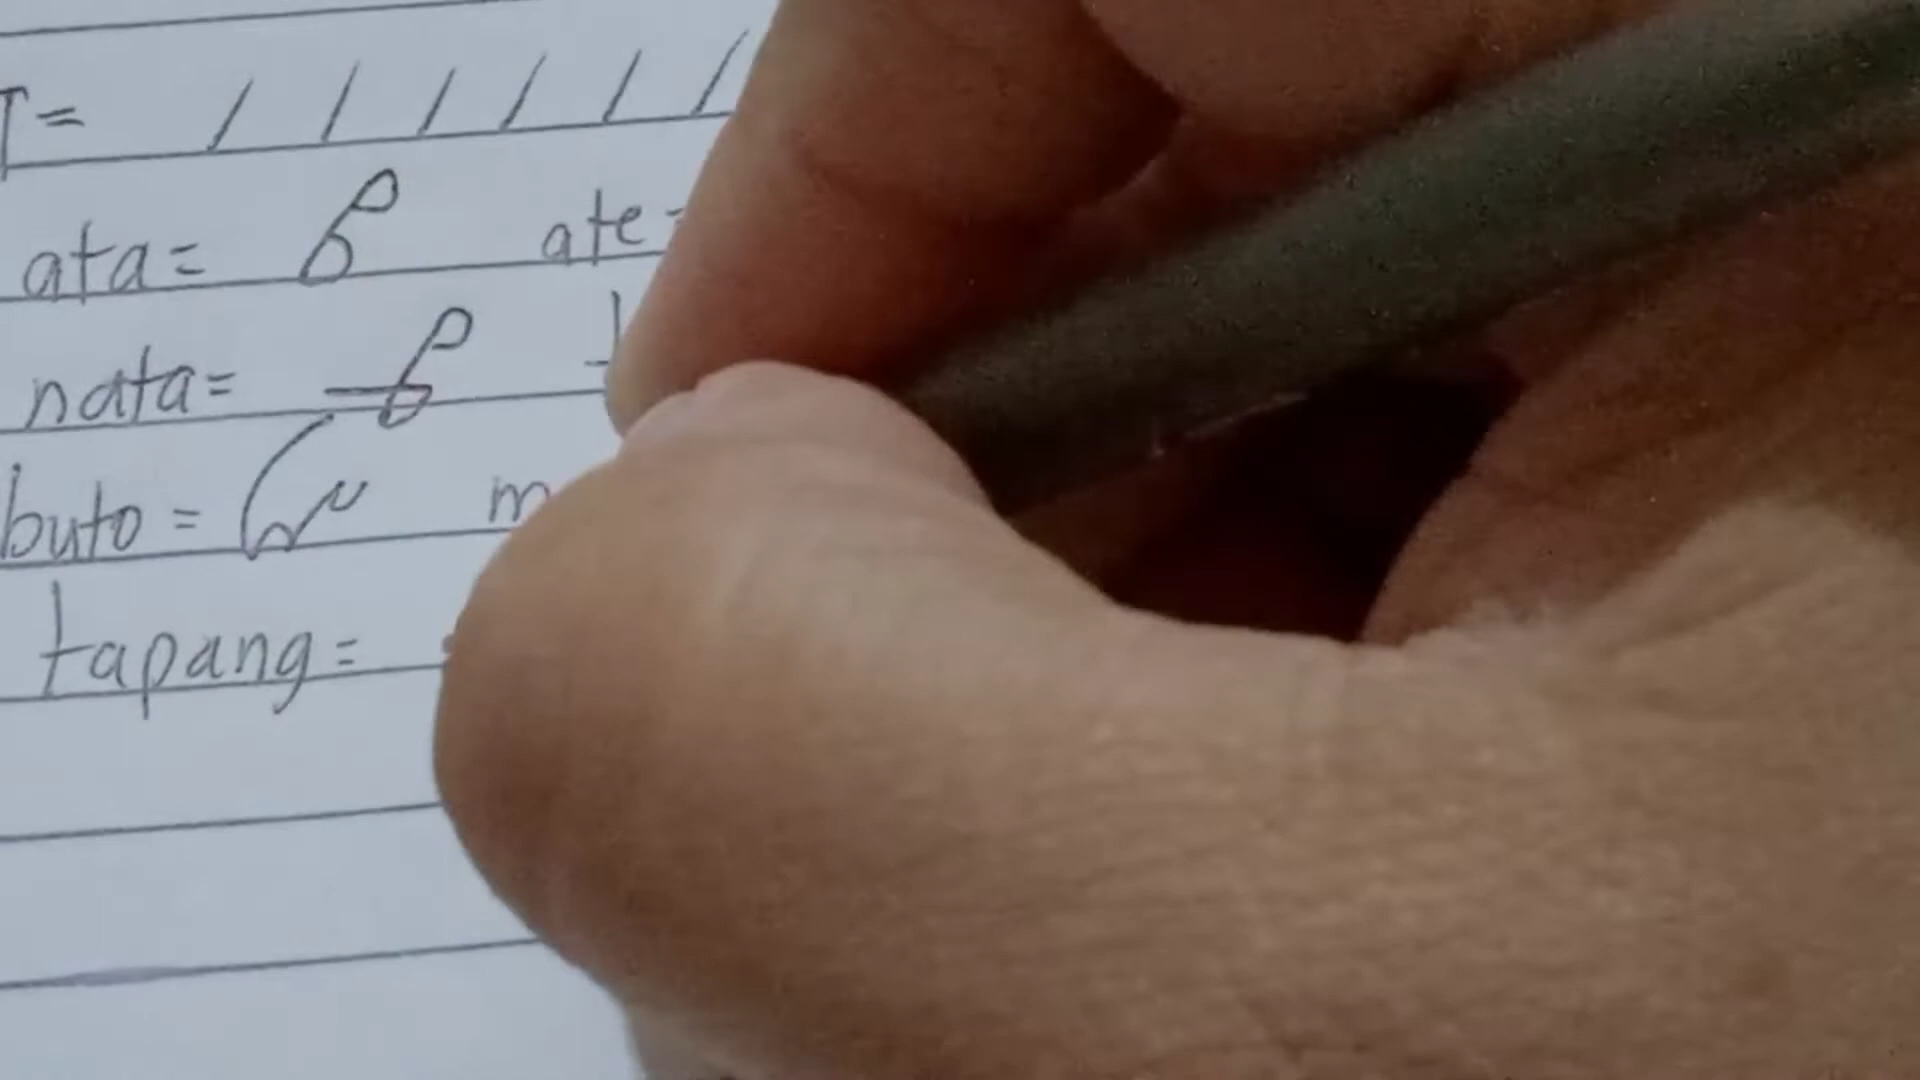 T = / / / / / /
ata = ate
nata =
buto = m
tapang =